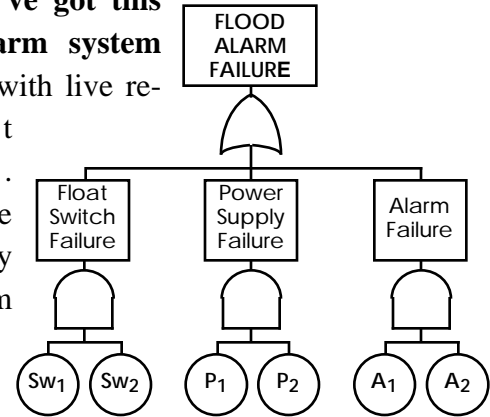 've got this
arm system
with live re-
t
.
e
y
FLOOD
ALARM
FAILURE
Float
Switch
Failure
Power
Supply
Failure
Alarm
Failure
Sw1
Sw2
P1
P2
A1
A2